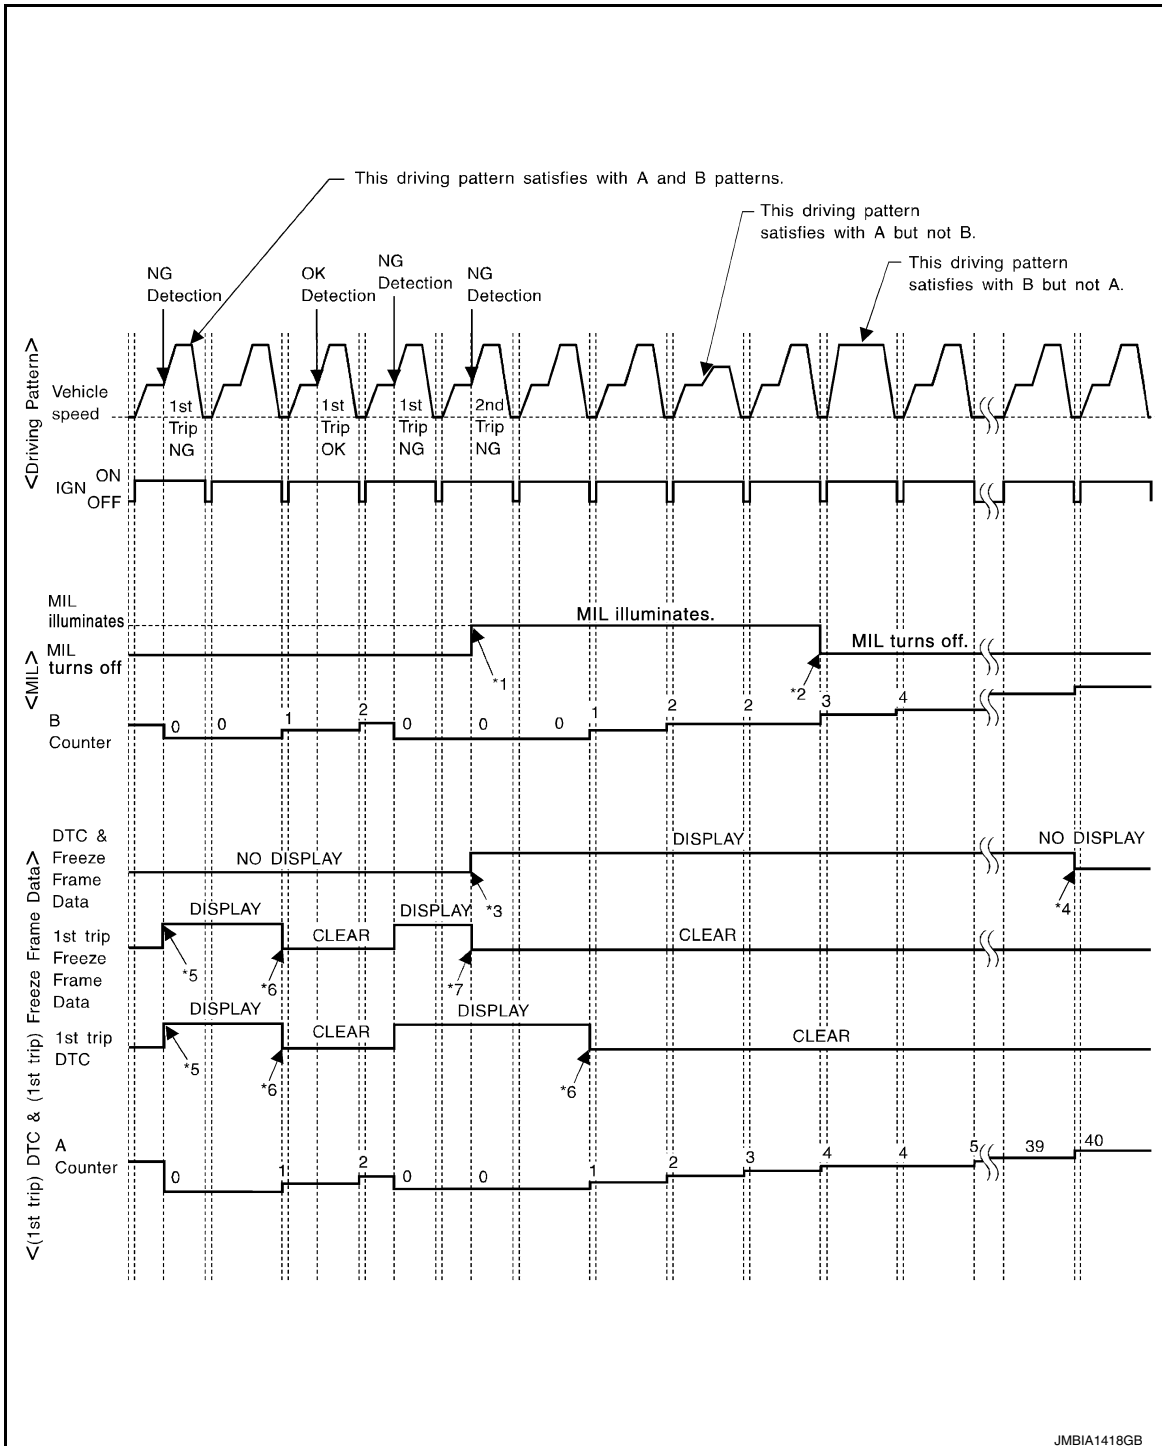 This driving pattern satisfies with A and B patterns.
This driving pattern
satisfies with A but not B.
This driving pattern
satisfies with B but not A.
NG
Detection
OK
Detection
NG
Detection
NG
Detection
<Driving Pattern>
Vehicle
speed
1st
Trip
NG
1st
Trip
OK
1st
Trip
NG
2nd
Trip
NG
IGN ON
OFF
<MIL>
MIL
illuminates
MIL illuminates.
MIL
turns off
MIL turns off.
*1
*2
B
Counter
0 0 1 2 0 0 0 1 2 2 3 4
<(1st trip) DTC & (1st trip) Freeze Frame Data>
DTC &
Freeze
Frame
Data
NO DISPLAY
DISPLAY
NO DISPLAY
*3
*4
1st trip
Freeze
Frame
Data
DISPLAY
CLEAR
DISPLAY
CLEAR
*5
*6
*7
1st trip
DTC
DISPLAY
CLEAR
DISPLAY
CLEAR
*5
*6
*6
A
Counter
0 1 2 0 0 1 2 3 4 4 5 39 40
JMBIA1418GB